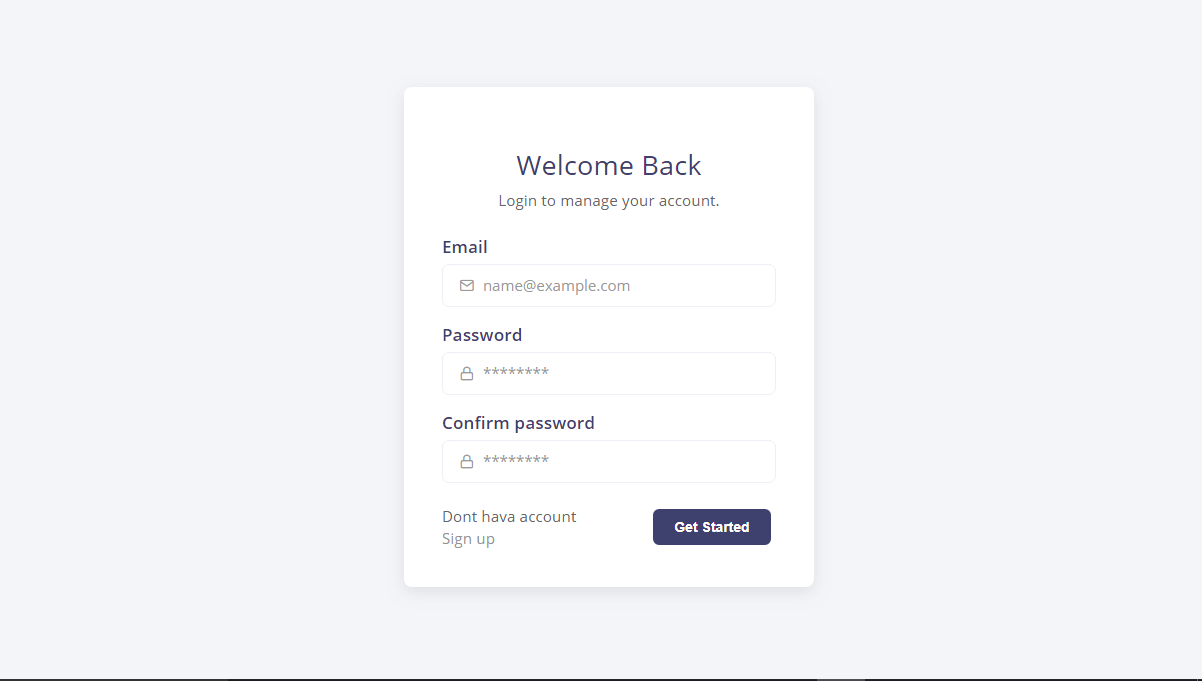 Welcome Back
Login to manage your account.
Email
name@example.com
Password
********
Confirm password
********
Dont hava account
Sign up
Get Started